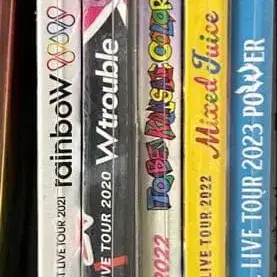 T LIVE TOUR 2021 rainboW
LIVE TOUR 2020 W trouble
2022 TO BE, KUNSAI COLOR
LIVE TOUR 2022 Mixed Juice
LIVE TOUR 2023 POWER